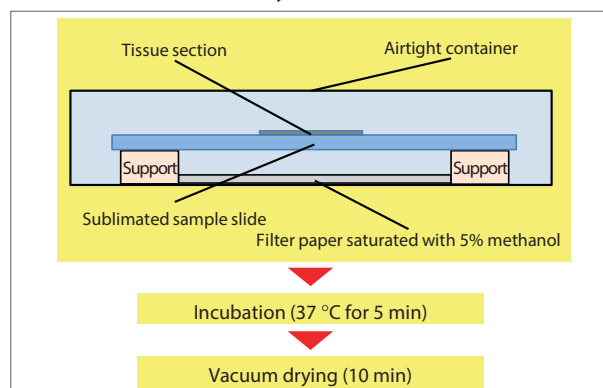 Tissue section
Airtight container
Support
Support
Sublimated sample slide
Filter paper saturated with 5% methanol
Incubation (37 °C for 5 min)
Vacuum drying (10 min)